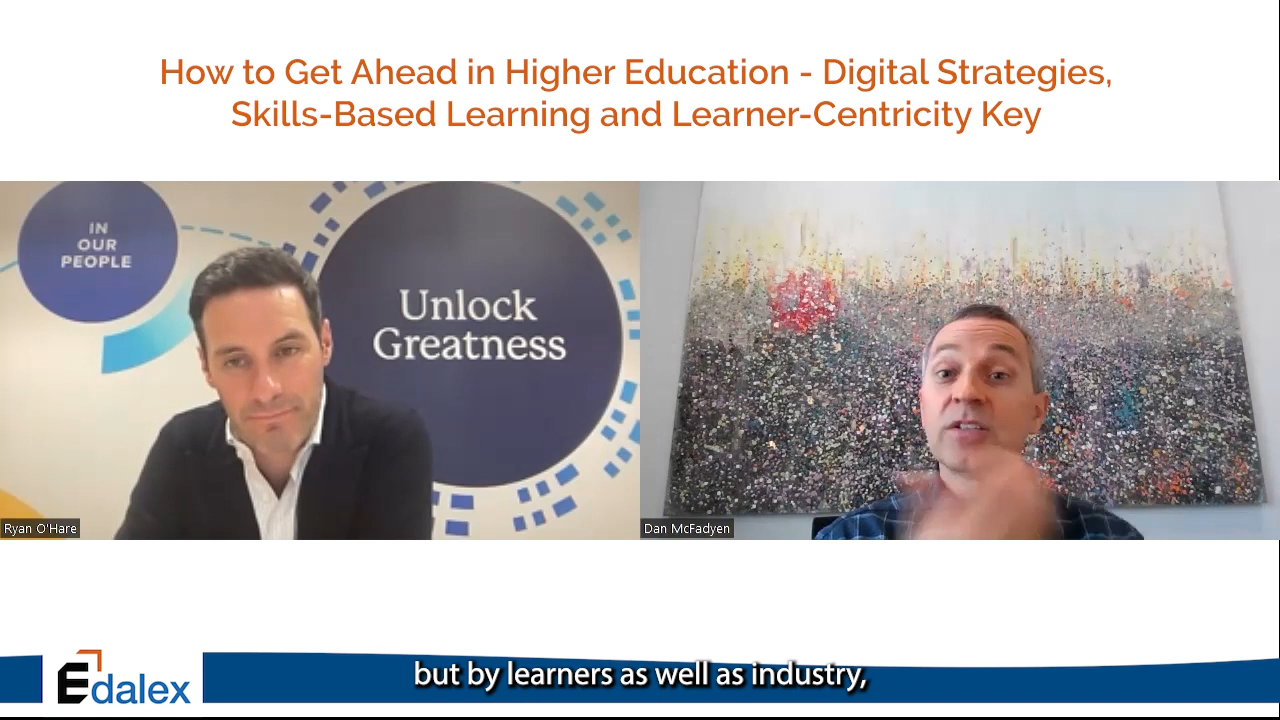 How to Get Ahead in Higher Education - Digital Strategies,
Skills-Based Learning and Learner-Centricity Key
IN
OUR
PEOPLE
Unlock
Greatness
Ryan O'Hare
Dan McFadyen
Edalex
but by learners as well as industry,